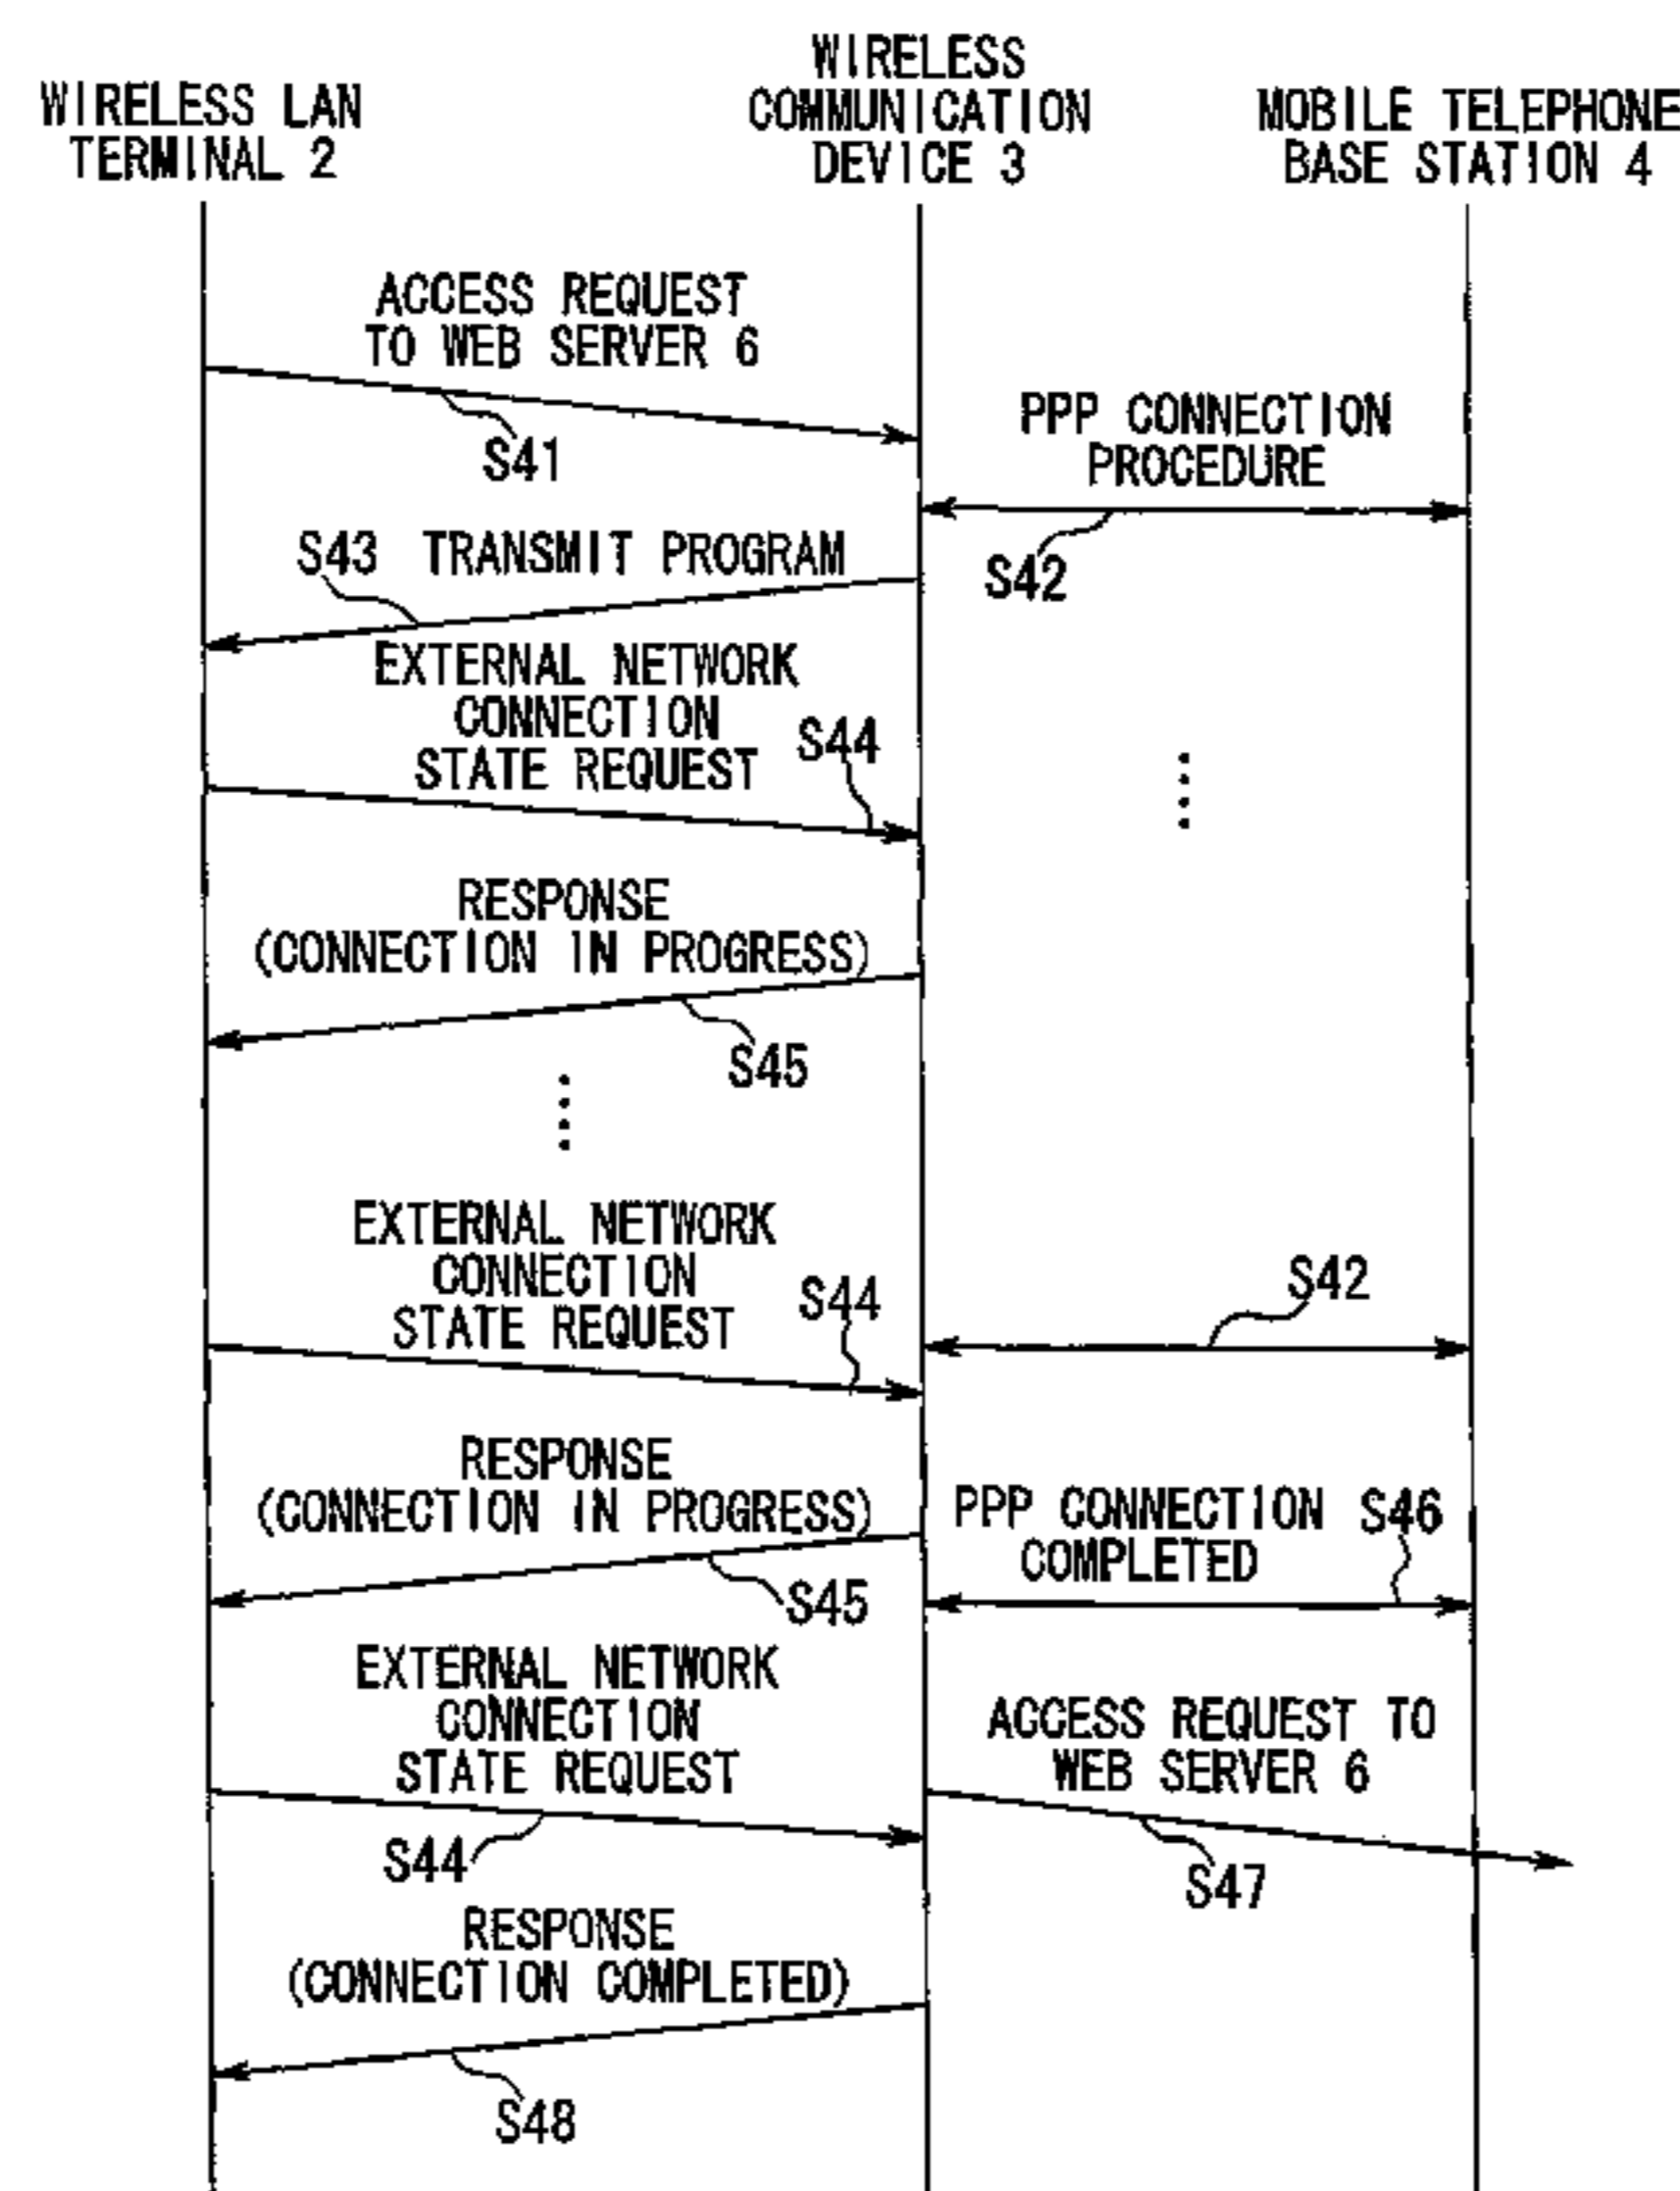 WIRELESS LAN
TERMINAL 2
WIRELESS
COMMUNICATION
DEVICE 3
MOBILE TELEPHONE
BASE STATION 4
ACCESS REQUEST
TO WEB SERVER 6
S41
PPP CONNECTION
PROCEDURE
S42
S43 TRANSMIT PROGRAM
EXTERNAL NETWORK
CONNECTION
STATE REQUEST
S44
RESPONSE
(CONNECTION IN PROGRESS)
S45
EXTERNAL NETWORK
CONNECTION
STATE REQUEST
S44
S42
RESPONSE
(CONNECTION IN PROGRESS)
S45
PPP CONNECTION
COMPLETED
S46
EXTERNAL NETWORK
CONNECTION
STATE REQUEST
S44
ACCESS REQUEST TO
WEB SERVER 6
S47
RESPONSE
(CONNECTION COMPLETED)
S48